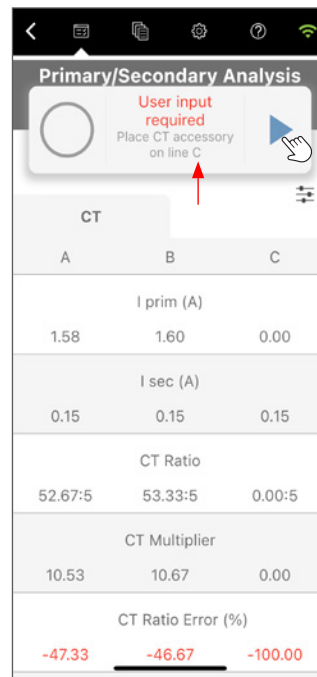 Primary/Secondary Analysis
User input
required
Place CT accessory
on line C
CT
A B C
I prim (A)
1.58 1.60 0.00
I sec (A)
0.15 0.15 0.15
CT Ratio
52.67:5 53.33:5 0.00:5
CT Multiplier
10.53 10.67 0.00
CT Ratio Error (%)
-47.33 -46.67 -100.00